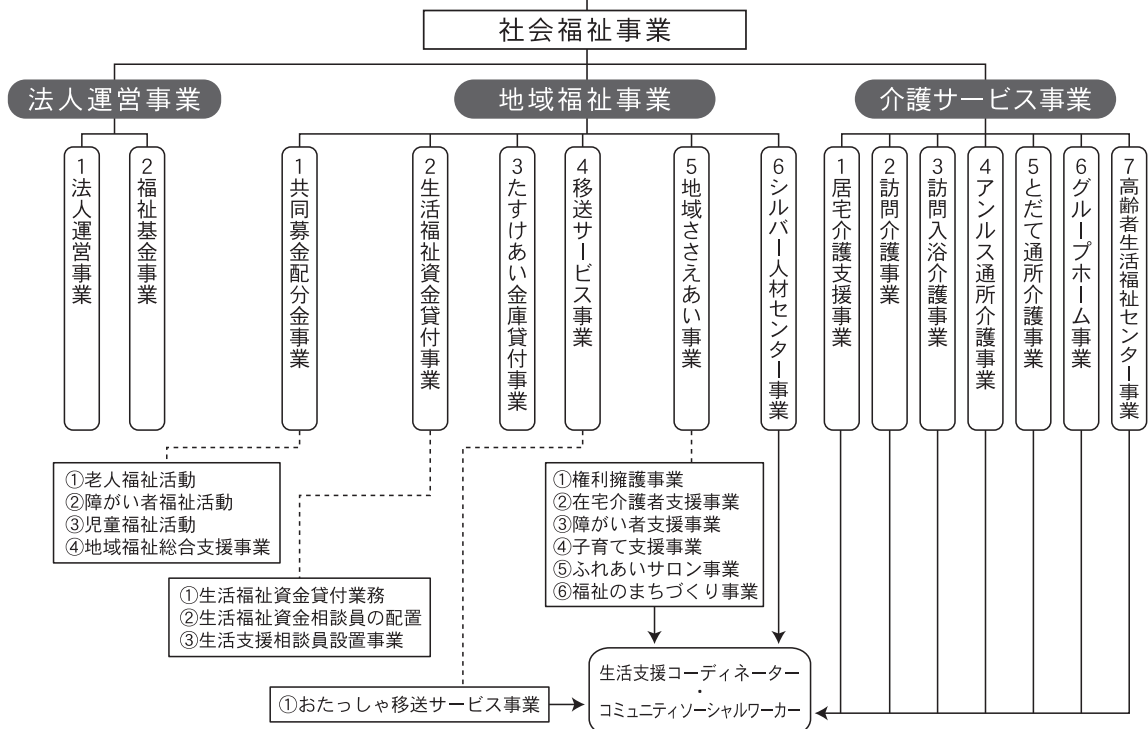 社会福祉事業
法人運営事業
地域福祉事業
介護サービス事業
1法人運営事業
2福祉基金事業
1共同募金配分金事業
2生活福祉資金貸付事業
3たすけあい金庫貸付事業
4移送サービス事業
5地域ささえあい事業
6シルバー人材センター事業
1居宅介護支援事業
2訪問介護事業
3訪問入浴介護事業
4アンルス通所介護事業
5とだて通所介護事業
6グループホーム事業
7高齢者生活福祉センター事業
①老人福祉活動
②障がい者福祉活動
③児童福祉活動
④地域福祉総合支援事業
①生活福祉資金貸付業務
②生活福祉資金相談員の配置
③生活支援相談員設置事業
①おたっしゃ移送サービス事業
①権利擁護事業
②在宅介護者支援事業
③障がい者支援事業
④子育て支援事業
⑤ふれあいサロン事業
⑥福祉のまちづくり事業
生活支援コーディネーター
・
コミュニティソーシャルワーカー